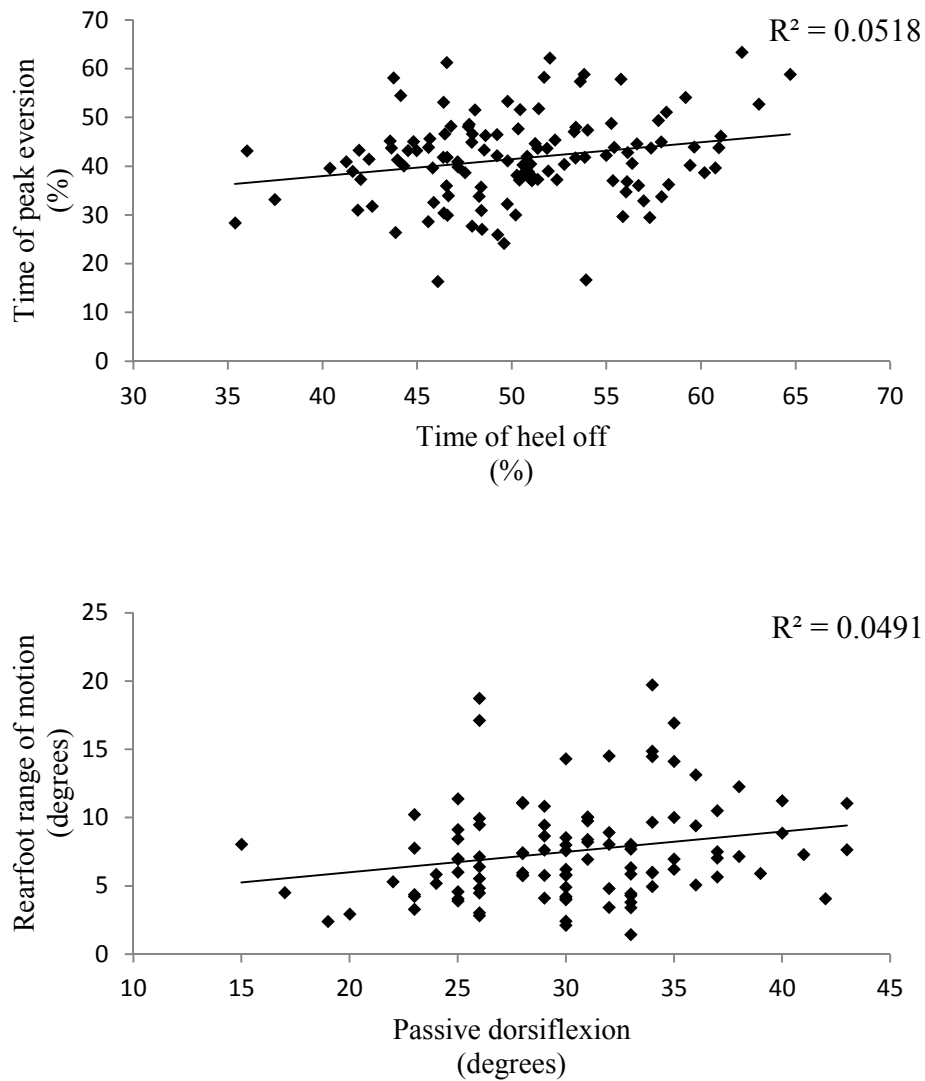 R² = 0.0518
70
60
50
40
30
20
10
0
Time of peak eversion
(%)
30 35 40 45 50 55 60 65 70
Time of heel off
(%)
R² = 0.0491
25
20
15
10
5
0
Rearfoot range of motion
(degrees)
10 15 20 25 30 35 40 45
Passive dorsiflexion
(degrees)